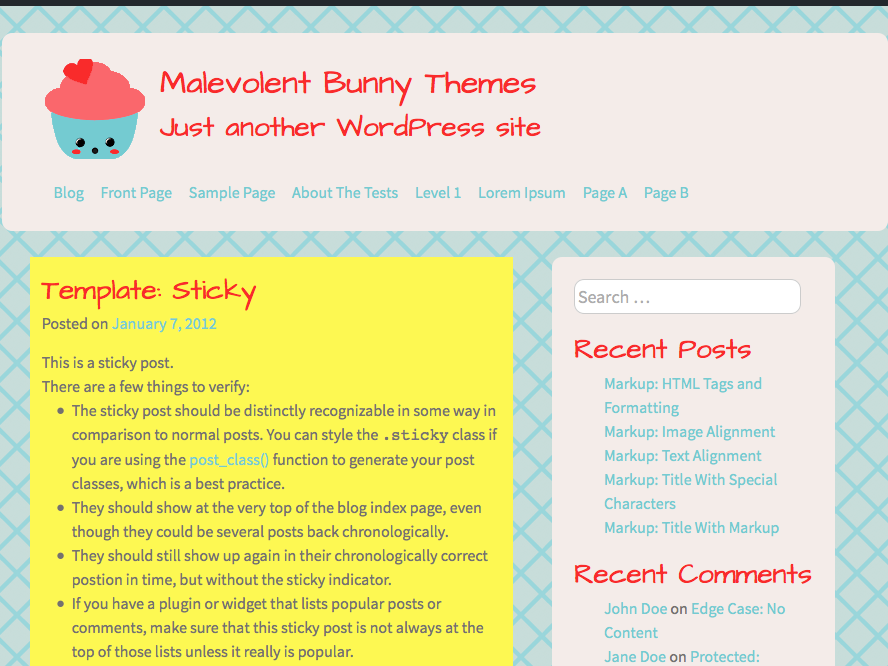 Malevolent Bunny Themes
Just another WordPress site
Blog Front Page Sample Page About The Tests Level 1 Lorem Ipsum Page A Page B
Template: Sticky
Posted on January 7, 2012
This is a sticky post.
There are a few things to verify:
The sticky post should be distinctly recognizable in some way in
comparison to normal posts. You can style the .sticky class if
you are using the post_class() function to generate your post
classes, which is a best practice.
They should show at the very top of the blog index page, even
though they could be several posts back chronologically.
They should still show up again in their chronologically correct
postion in time, but without the sticky indicator.
If you have a plugin or widget that lists popular posts or
comments, make sure that this sticky post is not always at the
top of those lists unless it really is popular.
Search …
Recent Posts
Markup: HTML Tags and
Formatting
Markup: Image Alignment
Markup: Text Alignment
Markup: Title With Special
Characters
Markup: Title With Markup
Recent Comments
John Doe on Edge Case: No
Content
Jane Doe on Protected: